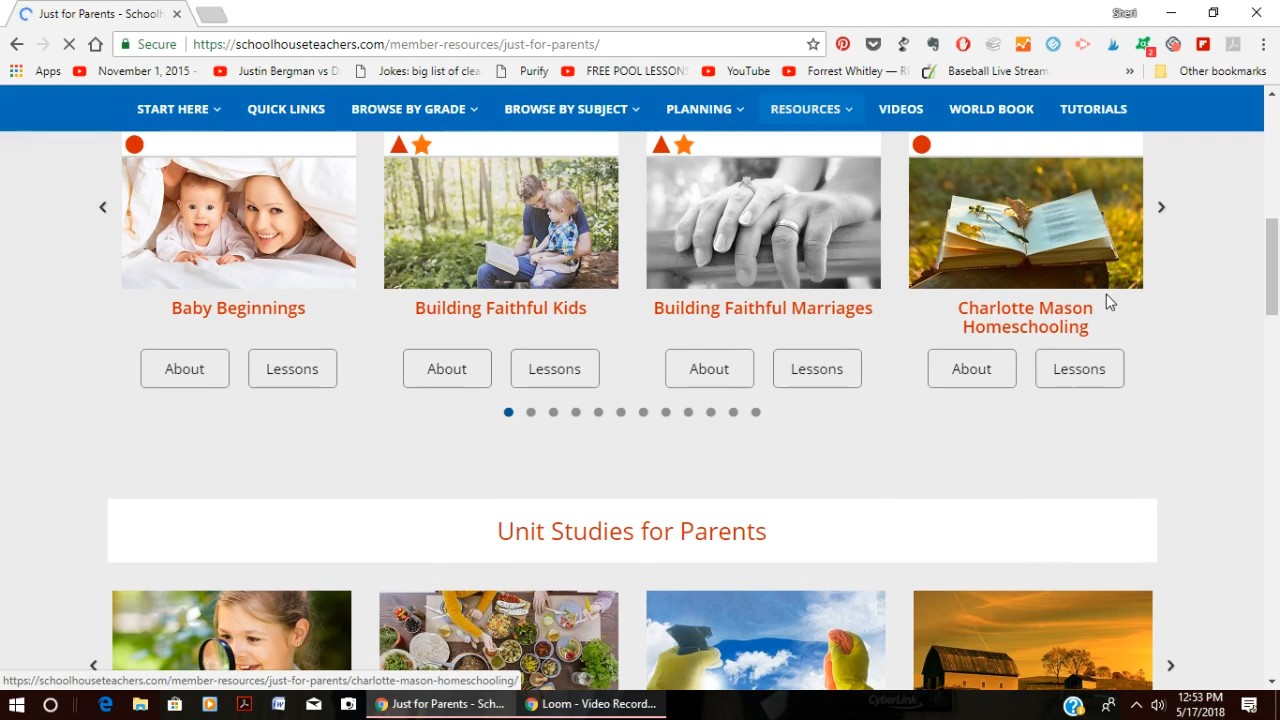 Just for Parents - Schoolh
Sheri
Secure
https://schoolhouseteachers.com/member-resources/just-for-parents/
2
Apps
November 1, 2015 -
Justin Bergman vs Da
Jokes: big list of clea
Purify
FREE POOL LESSONS
YouTube
Forrest Whitley — R
Baseball Live Stream
»
Other bookmarks
START HERE
QUICK LINKS
BROWSE BY GRADE
BROWSE BY SUBJECT
PLANNING
RESOURCES
VIDEOS
WORLD BOOK
TUTORIALS
Baby Beginnings
Building Faithful Kids
Building Faithful Marriages
Charlotte Mason
Homeschooling
About
Lessons
About
Lessons
About
Lessons
About
Lessons
Unit Studies for Parents
https://schoolhouseteachers.com/member-resources/just-for-parents/charlotte-mason-homeschooling/
Just for Parents - Sc...
Loom - Video Record...
CyberLink
12:53 PM
5/17/2018